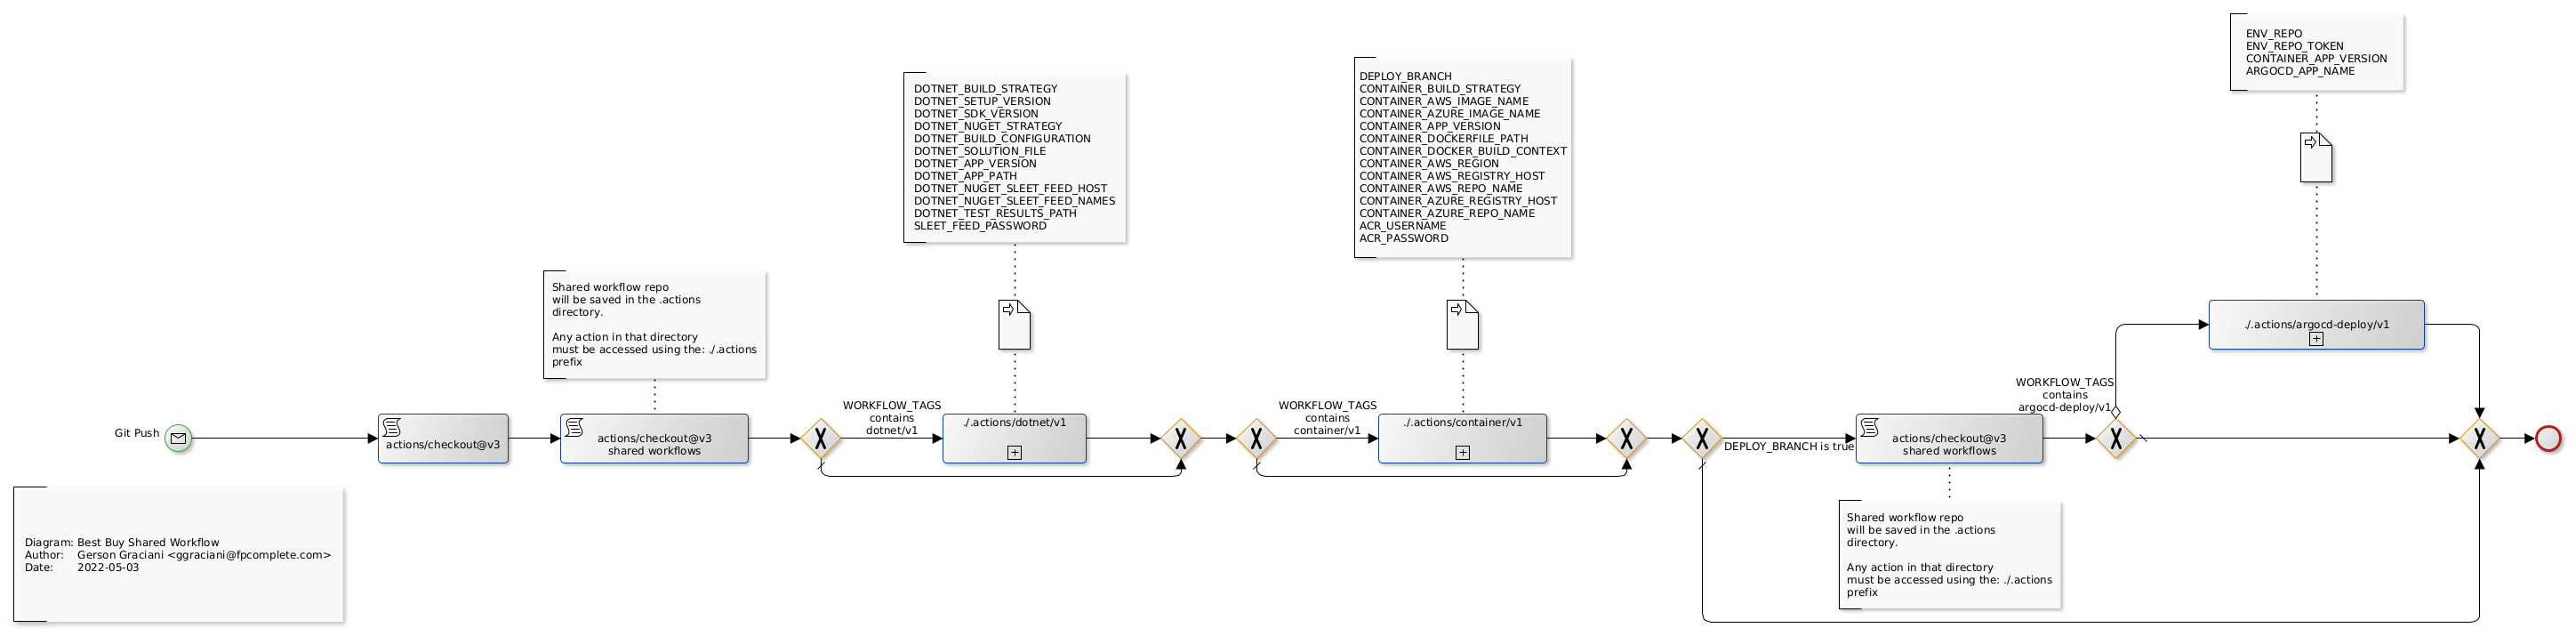 ENV_REPO
ENV_REPO_TOKEN
CONTAINER_APP_VERSION
ARGOCD_APP_NAME
DEPLOY_BRANCH
CONTAINER_BUILD_STRATEGY
CONTAINER_AWS_IMAGE_NAME
CONTAINER_AZURE_IMAGE_NAME
CONTAINER_APP_VERSION
CONTAINER_DOCKERFILE_PATH
CONTAINER_DOCKER_BUILD_CONTEXT
CONTAINER_AWS_REGION
CONTAINER_AWS_REGISTRY_HOST
CONTAINER_AWS_REPO_NAME
CONTAINER_AZURE_REGISTRY_HOST
CONTAINER_AZURE_REPO_NAME
ACR_USERNAME
ACR_PASSWORD
DOTNET_BUILD_STRATEGY
DOTNET_SETUP_VERSION
DOTNET_SDK_VERSION
DOTNET_NUGET_STRATEGY
DOTNET_BUILD_CONFIGURATION
DOTNET_SOLUTION_FILE
DOTNET_APP_VERSION
DOTNET_APP_PATH
DOTNET_NUGET_SLEET_FEED_HOST
DOTNET_NUGET_SLEET_FEED_NAMES
DOTNET_TEST_RESULTS_PATH
SLEET_FEED_PASSWORD
Shared workflow repo
will be saved in the .actions
directory.
Any action in that directory
must be accessed using the: ./.actions
prefix
Git Push
actions/checkout@v3
actions/checkout@v3
shared workflows
WORKFLOW_TAGS
contains
dotnet/v1
./.actions/dotnet/v1
WORKFLOW_TAGS
contains
container/v1
./.actions/container/v1
DEPLOY_BRANCH is true
actions/checkout@v3
shared workflows
WORKFLOW_TAGS
contains
argocd-deploy/v1
./.actions/argocd-deploy/v1
Shared workflow repo
will be saved in the .actions
directory.
Any action in that directory
must be accessed using the: ./.actions
prefix
Diagram: Best Buy Shared Workflow
Author: Gerson Graciani <ggraciani@fpcomplete.com>
Date: 2022-05-03